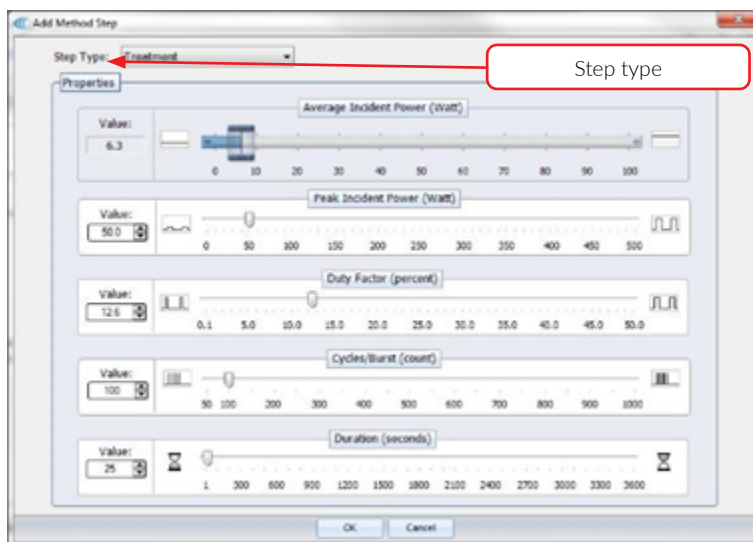 Add Method Step
Step Type: Treatment
Step type
Properties
Average Incident Power (Watt)
Value:
6.3
0 10 20 30 40 50 60 70 80 90 100
Peak Incident Power (Watt)
Value:
50.0
0 50 100 150 200 250 300 350 400 450 500
Duty Factor (percent)
Value:
12.6
0.1 5.0 10.0 15.0 20.0 25.0 30.0 35.0 40.0 45.0 50.0
Cycles/Burst (count)
Value:
100
50 100 200 300 400 500 600 700 800 900 1000
Duration (seconds)
Value:
25
1 300 600 900 1200 1500 1800 2100 2400 2700 3000 3300 3600
OK Cancel